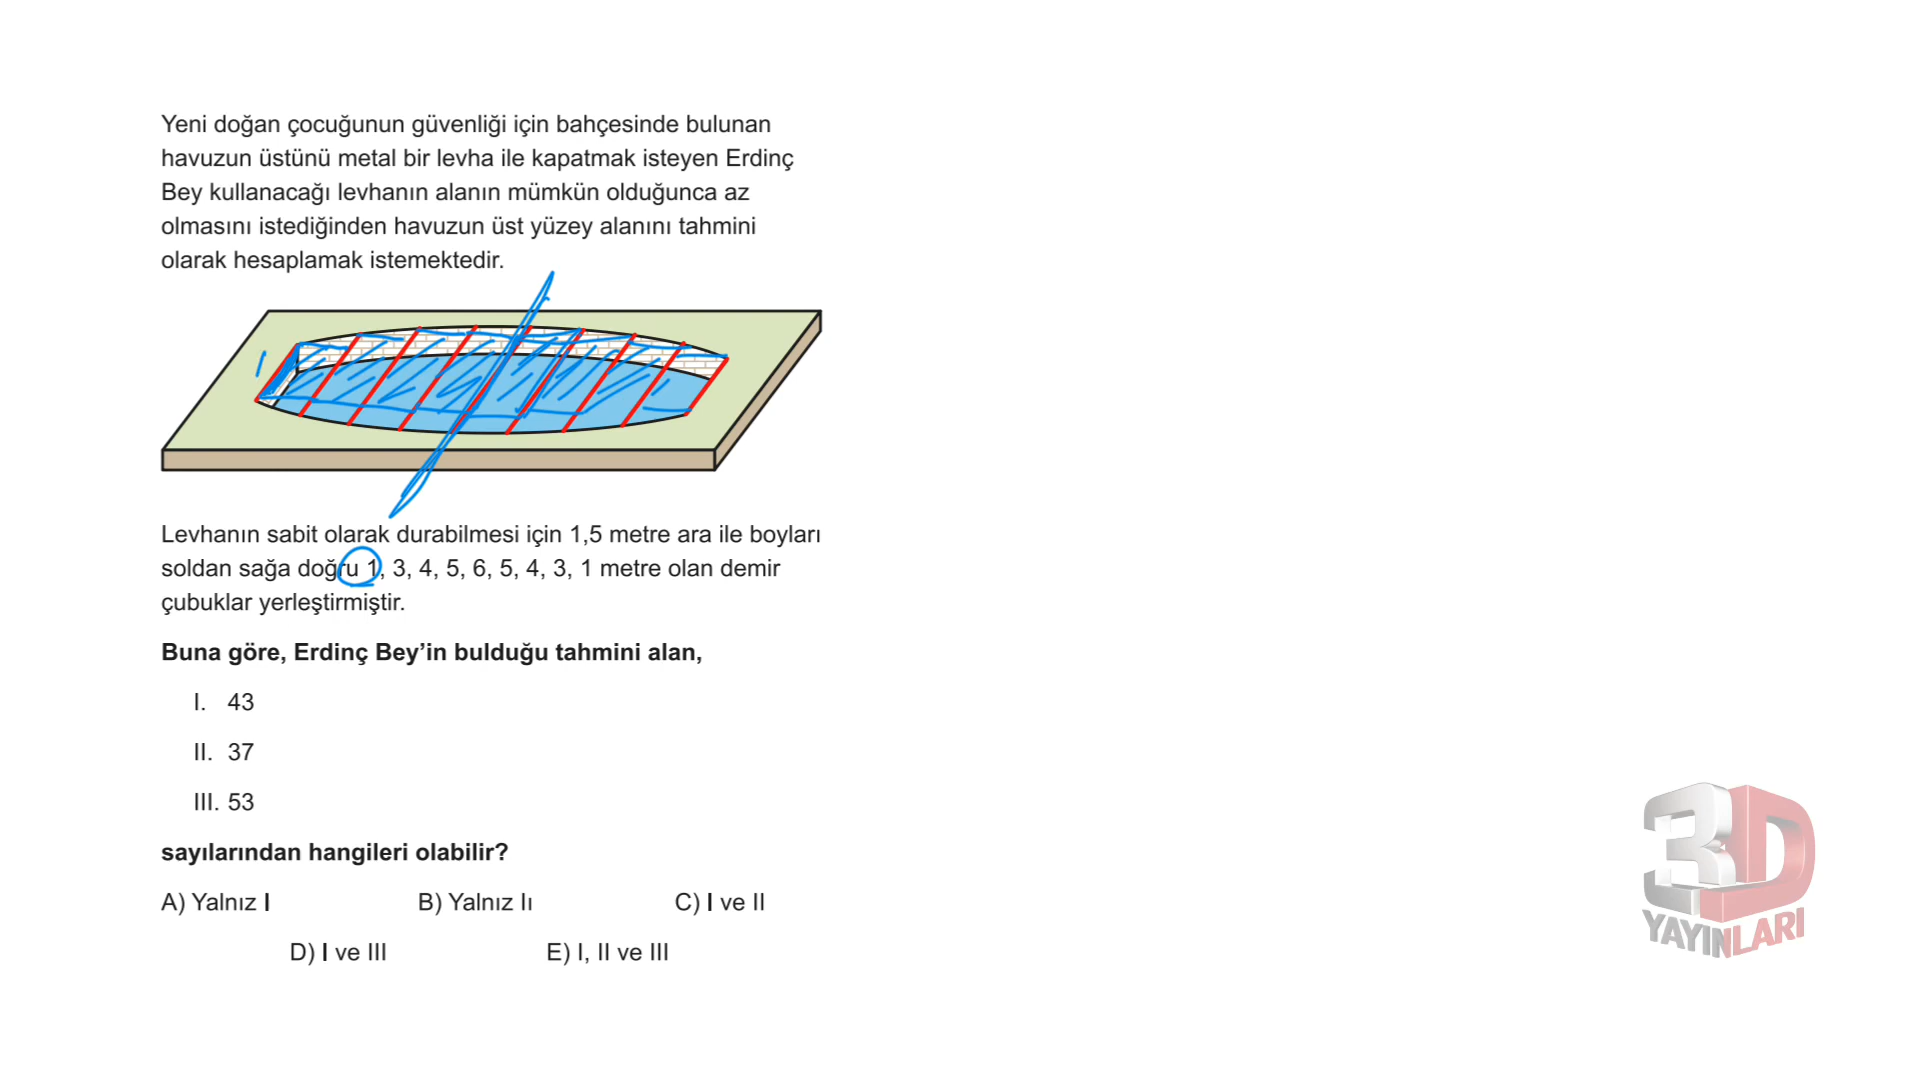 Yeni doğan çocuğunun güvenliği için bahçesinde bulunan
havuzun üstünü metal bir levha ile kapatmak isteyen Erdinç
Bey kullanacağı levhanın alanın mümkün olduğunca az
olmasını istediğinden havuzun üst yüzey alanını tahmini
olarak hesaplamak istemektedir.
Levhanın sabit olarak durabilmesi için 1,5 metre ara ile boyları
soldan sağa doğru 1, 3, 4, 5, 6, 5, 4, 3, 1 metre olan demir
çubuklar yerleştirmiştir.
Buna göre, Erdinç Bey’in bulduğu tahmini alan,
I. 43
II. 37
III. 53
sayılarından hangileri olabilir?
A) Yalnız I B) Yalnız Iı C) I ve II
D) I ve III E) I, II ve III
3D
YAYINLARI